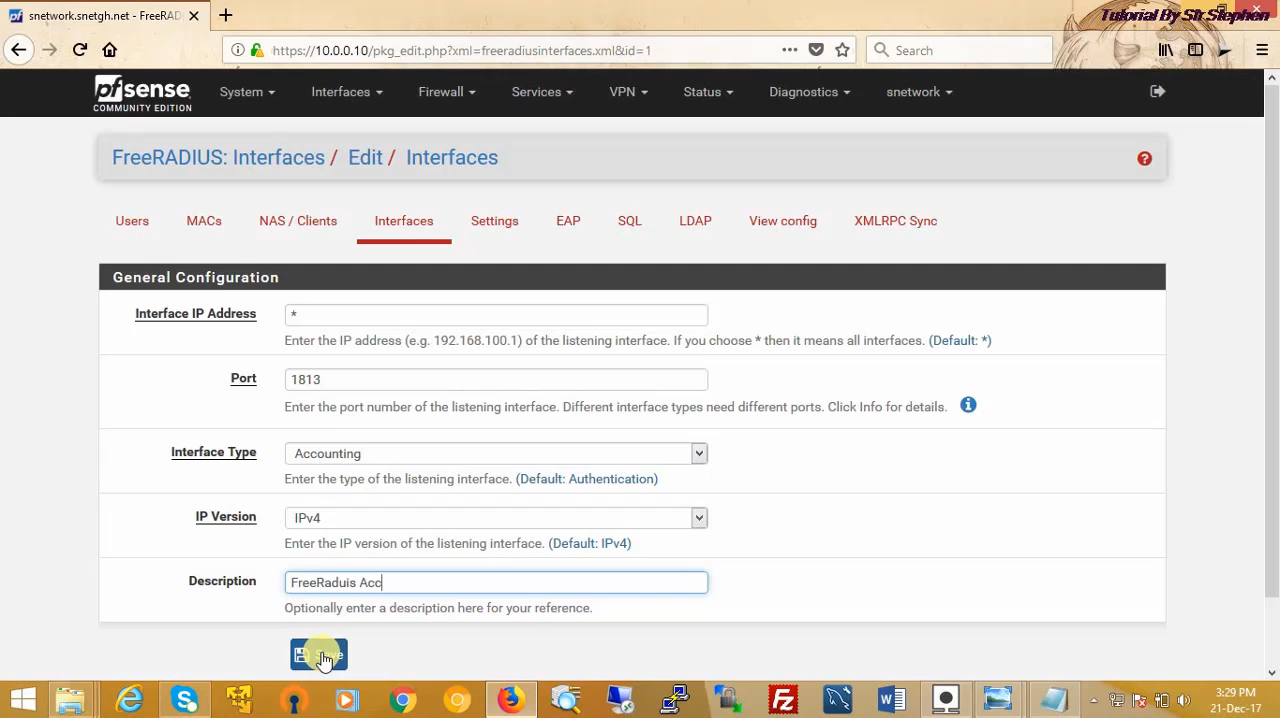 snetwork.snetgh.net - FreeRAD
Tutorial By Sir Stephen
https://10.0.0.10/pkg_edit.php?xml=freeradiusinterfaces.xml&id=1
Search
pfsense
COMMUNITY EDITION
System
Interfaces
Firewall
Services
VPN
Status
Diagnostics
snetwork
FreeRADIUS: Interfaces / Edit / Interfaces
Users
MACs
NAS / Clients
Interfaces
Settings
EAP
SQL
LDAP
View config
XMLRPC Sync
General Configuration
Interface IP Address
*
Enter the IP address (e.g. 192.168.100.1) of the listening interface. If you choose * then it means all interfaces. (Default: *)
Port
1813
Enter the port number of the listening interface. Different interface types need different ports. Click Info for details.
Interface Type
Accounting
Enter the type of the listening interface. (Default: Authentication)
IP Version
IPv4
Enter the IP version of the listening interface. (Default: IPv4)
Description
FreeRaduis Acc
Optionally enter a description here for your reference.
Save
3:29 PM
21-Dec-17